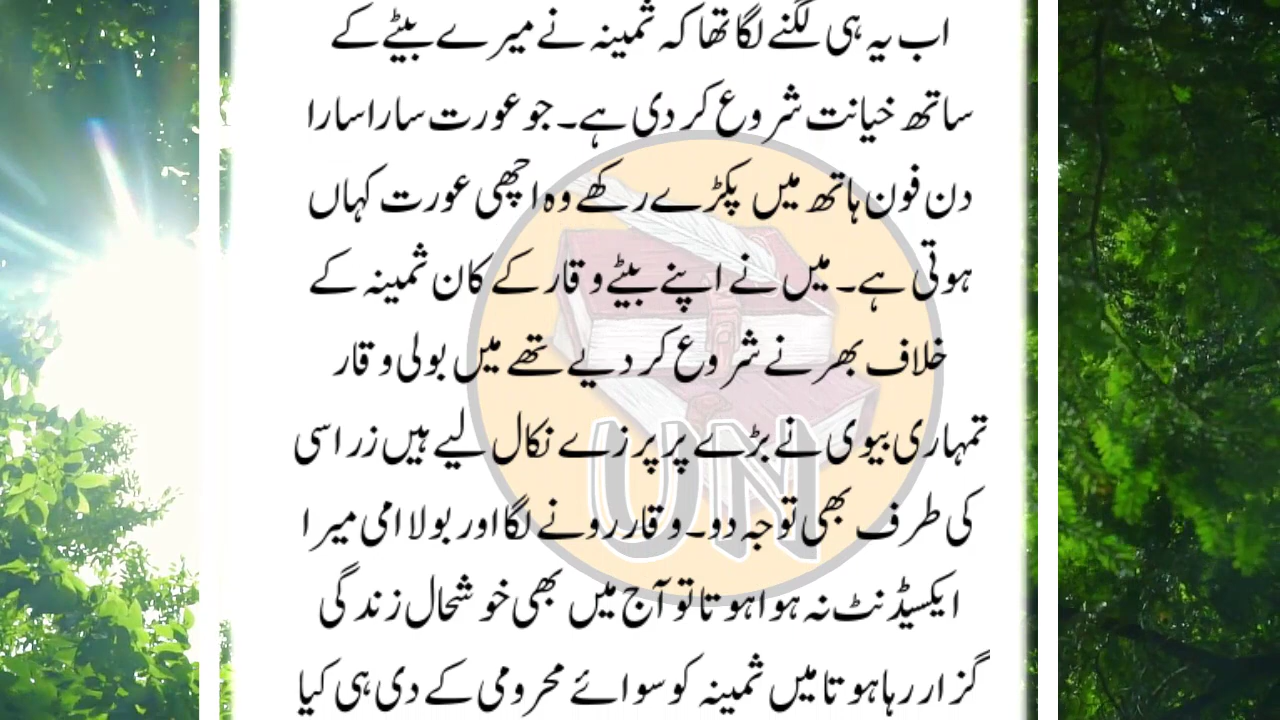 اب یہ ہی لگنے لگا تھا کہ ثمینہ نے میرے بیٹے کے
ساتھ خیانت شروع کر دی ہے۔ جو عورت سارا سارا
دن فون ہاتھ میں پکڑے رکھے وہ اچھی عورت کہاں
ہوتی ہے۔ میں نے اپنے بیٹے وقار کے کان ثمینہ کے
خلاف بھرنے شروع کر دیے تھے میں بولی وقار
تمہاری بیوی نے بڑے پر پرزے نکال لیے ہیں زرا سی
کی طرف بھی توجہ دو۔ وقار رونے لگا اور بولا امی میرا
ایکسیڈنٹ نہ ہوا ہوتا تو آج میں بھی خوشحال زندگی
گزار رہا ہوتا میں ثمینہ کو سوائے محرومی کے دی ہی کیا
UN